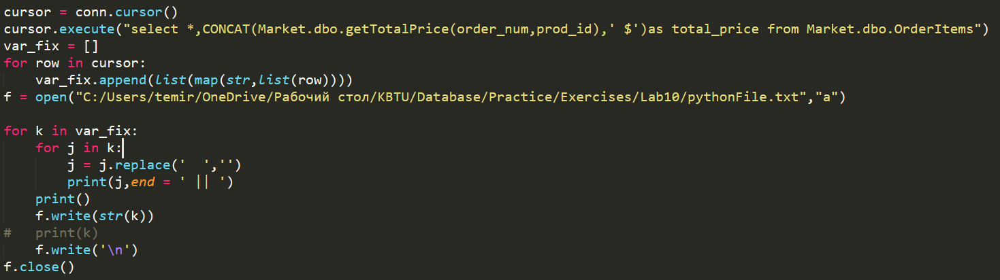 cursor = conn.cursor()
cursor.execute("select *,CONCAT(Market.dbo.getTotalPrice(order_num,prod_id),' $')as total_price from Market.dbo.OrderItems")
var_fix = []
for row in cursor:
    var_fix.append(list(map(str,list(row))))
f = open("C:/Users/temir/OneDrive/Рабочий стол/KBTU/Database/Practice/Exercises/Lab10/pythonFile.txt","a")

for k in var_fix:
    for j in k:
        j = j.replace('  ','')
        print(j,end = ' || ')
    print()
    f.write(str(k))
#   print(k)
    f.write('\n')
f.close()